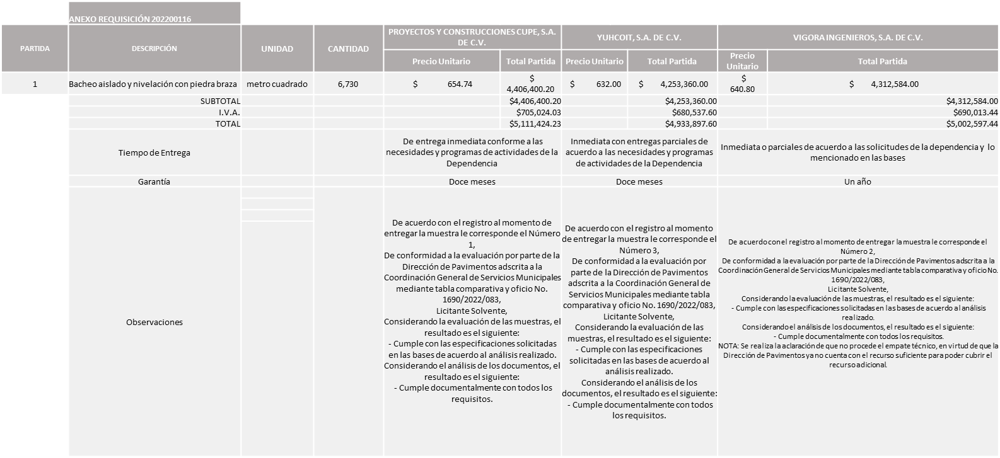 ANEXO REQUISICIÓN 202200116
PARTIDA
DESCRIPCIÓN
UNIDAD
CANTIDAD
PROYECTOS Y CONSTRUCCIONES CUPE, S.A.
DE C.V.
YUHCOIT, S.A. DE C.V.
VIGORA INGENIEROS, S.A. DE C.V.
Precio Unitario
Total Partida
Precio Unitario
Total Partida
Precio
Unitario
Total Partida
1
Bacheo aislado y nivelación con piedra braza
metro cuadrado
6,730
$ 654.74
$
4,406,400.20
$ 632.00
$ 4,253,360.00
$
640.80
$ 4,312,584.00
SUBTOTAL
$4,406,400.20
$4,253,360.00
$4,312,584.00
I.V.A.
$705,024.03
$680,537.60
$690,013.44
TOTAL
$5,111,424.23
$4,933,897.60
$5,002,597.44
Tiempo de Entrega
De entrega inmediata conforme a las
necesidades y programas de actividades de la
Dependencia
Inmediata con entregas parciales de
acuerdo a las necesidades y programas
de actividades de la Dependencia
Inmediata o parciales de acuerdo a las solicitudes de la dependencia y lo
mencionado en las bases
Garantía
Doce meses
Doce meses
Un año
Observaciones
De acuerdo con el registro al momento de
entregar la muestra le corresponde el Número
1,
De conformidad a la evaluación por parte de la
Dirección de Pavimentos adscrita a la
Coordinación General de Servicios Municipales
mediante tabla comparativa y oficio No.
1690/2022/083,
Licitante Solvente,
Considerando la evaluación de las muestras, el
resultado es el siguiente:
- Cumple con las especificaciones solicitadas
en las bases de acuerdo al análisis realizado.
Considerando el análisis de los documentos, el
resultado es el siguiente:
- Cumple documentalmente con todos los
requisitos.
De acuerdo con el registro al momento
de entregar la muestra le corresponde el
Número 3,
De conformidad a la evaluación por
parte de la Dirección de Pavimentos
adscrita a la Coordinación General de
Servicios Municipales mediante tabla
comparativa y oficio No. 1690/2022/083,
Licitante Solvente,
Considerando la evaluación de las
muestras, el resultado es el siguiente:
- Cumple con las especificaciones
solicitadas en las bases de acuerdo al
análisis realizado.
Considerando el análisis de los
documentos, el resultado es el siguiente:
- Cumple documentalmente con todos
los requisitos.
De acuerdo con el registro al momento de entregar la muestra le corresponde el
Número 2,
De conformidad a la evaluación por parte de la Dirección de Pavimentos adscrita a la
Coordinación General de Servicios Municipales mediante tabla comparativa y oficio No.
1690/2022/083,
Licitante Solvente,
Considerando la evaluación de las muestras, el resultado es el siguiente:
- Cumple con las especificaciones solicitadas en las bases de acuerdo al análisis
realizado.
Considerando el análisis de los documentos, el resultado es el siguiente:
- Cumple documentalmente con todos los requisitos.
NOTA: Se realiza la aclaración de que no procede el empate técnico, en virtud de que la
Dirección de Pavimentos ya no cuenta con el recurso suficiente para poder cubrir el
recurso adicional.